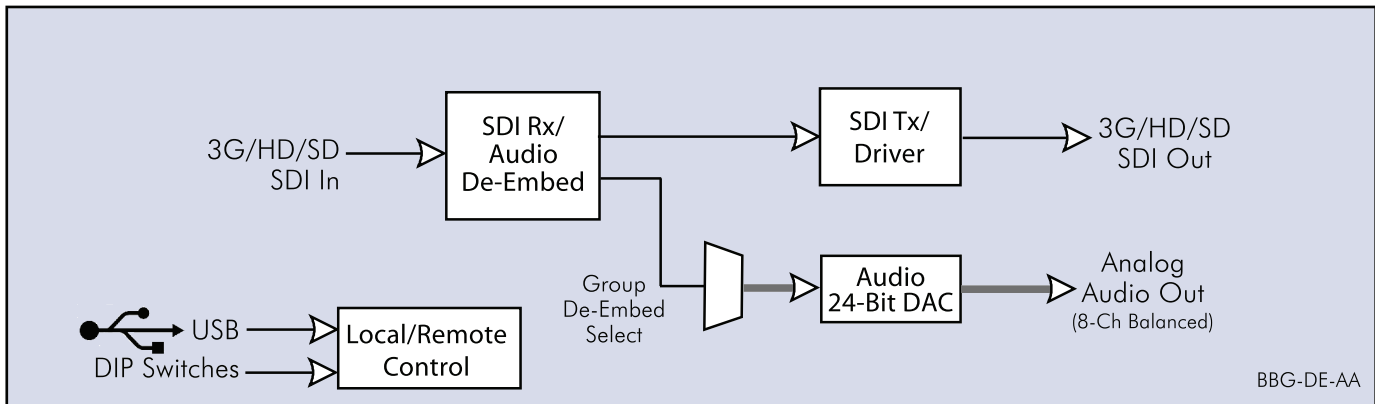 3G/HD/SD
SDI In
SDI Rx/
Audio
De-Embed
SDI Tx/
Driver
3G/HD/SD
SDI Out
Group
De-Embed
Select
Audio
24-Bit DAC
Analog
Audio Out
(8-Ch Balanced)
USB
DIP Switches
Local/Remote
Control
BBG-DE-AA